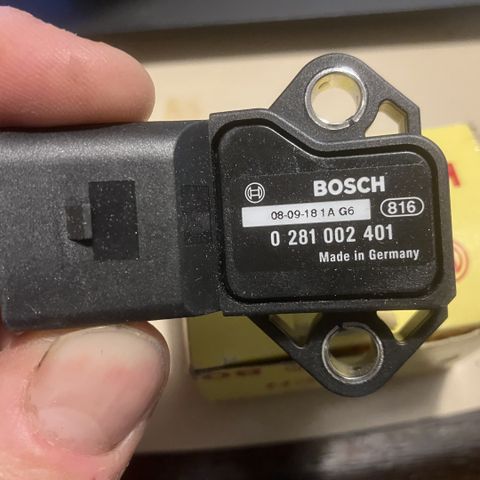 BOSCH
08-09-18 1A G6
816
0 281 002 401
Made in Germany